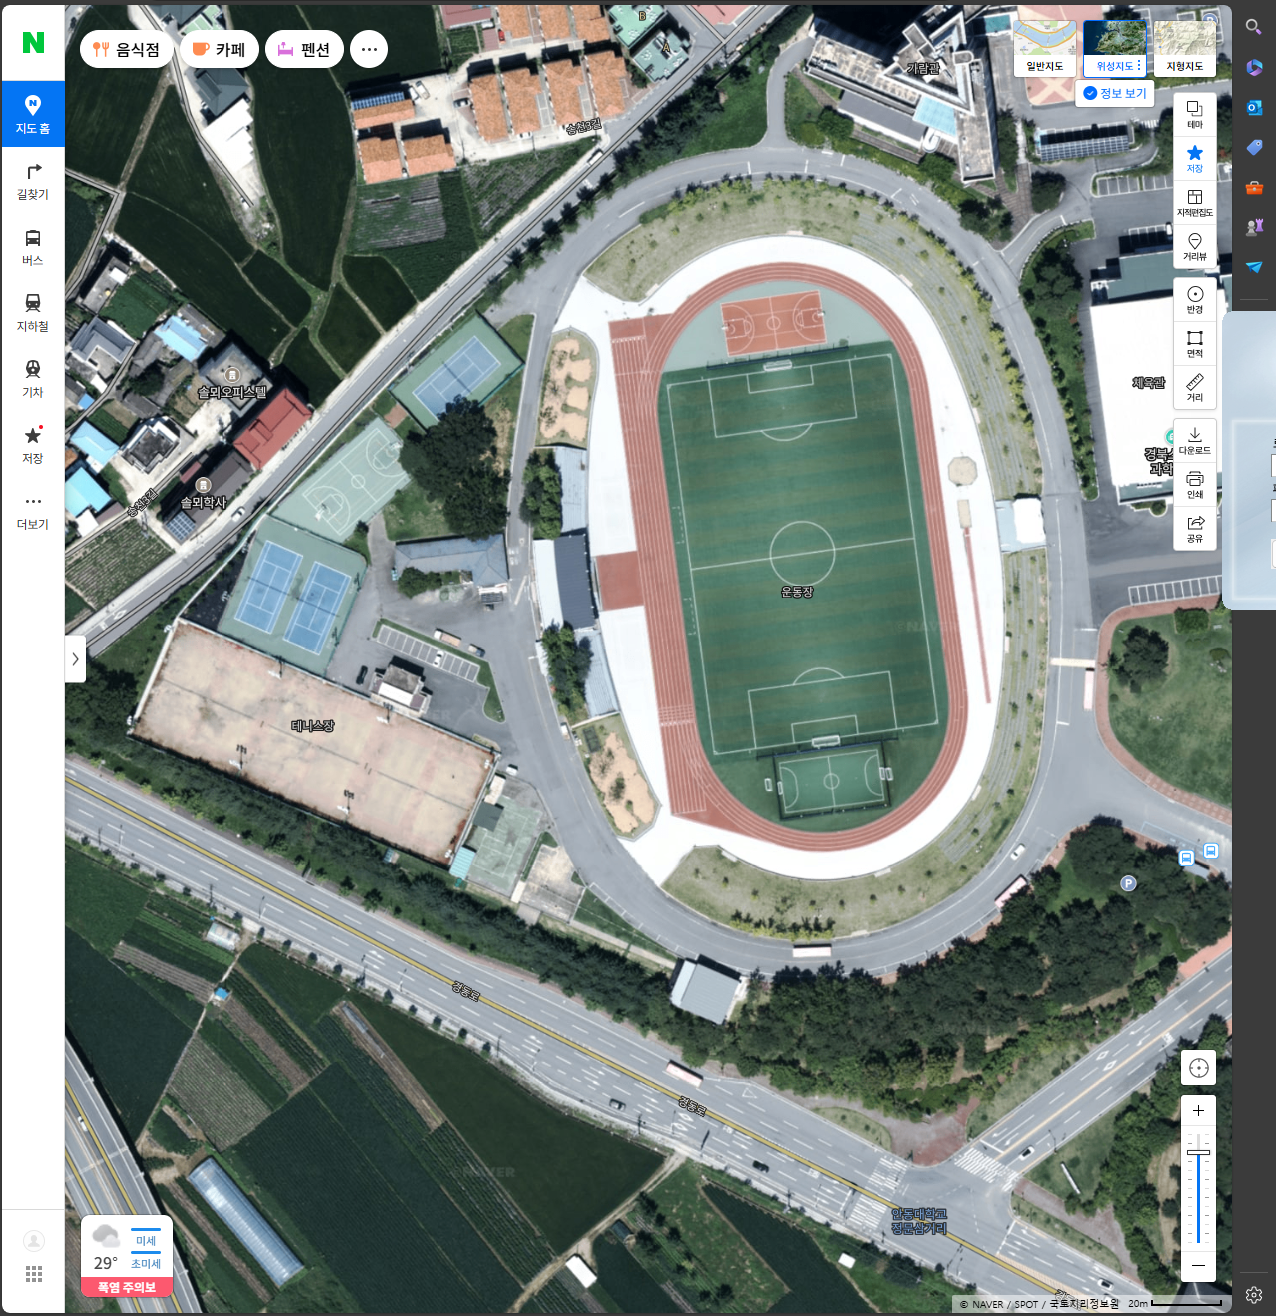 N
지도 홈
길찾기
버스
지하철
기차
저장
더보기
음식점
카페
펜션
일반지도
위성지도
지형지도
정보 보기
테마
저장
지적편집도
거리뷰
반경
면적
거리
다운로드
인쇄
공유
B
A
가람관
송천3길
솔뫼오피스텔
솔뫼학사
송천3길
체육관
경북
과학
운동장
NAVER
테니스장
P
경동로
경동로
NAVER
안동대학교
정문삼거리
29°
미세
초미세
폭염 주의보
© NAVER / SPOT / 국토지리정보원
20m